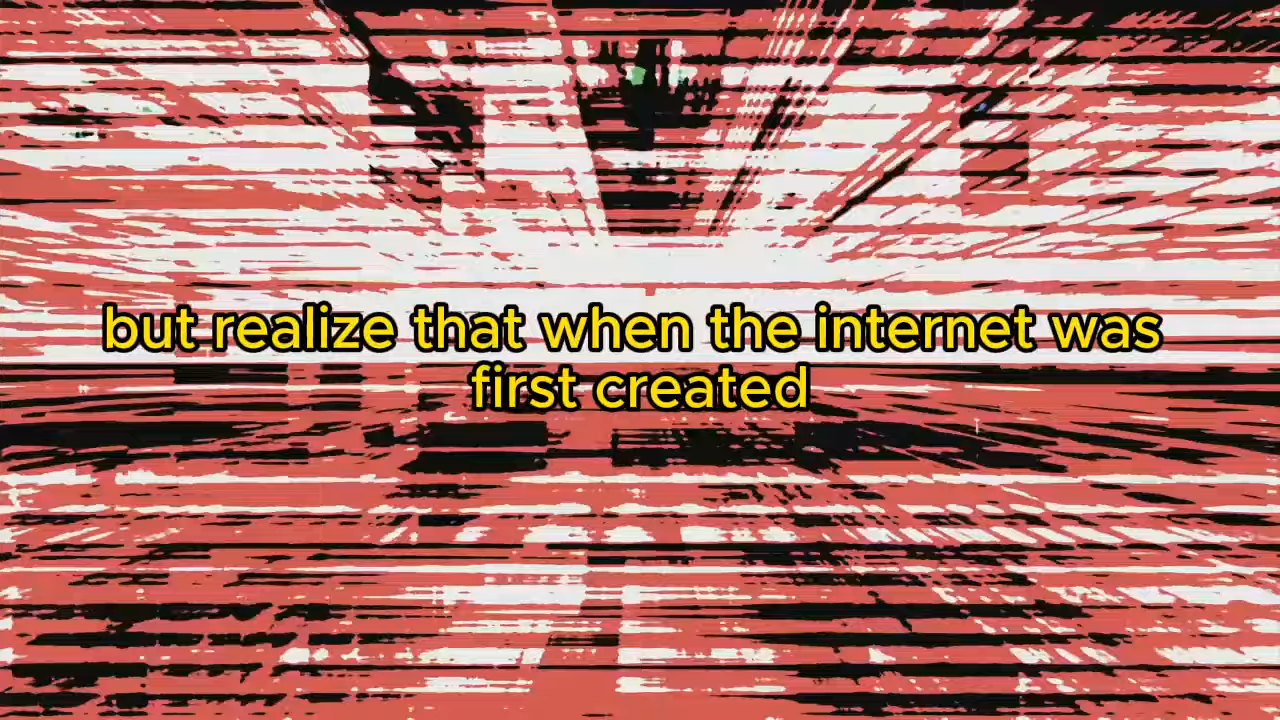 but realize that when the internet was
first created